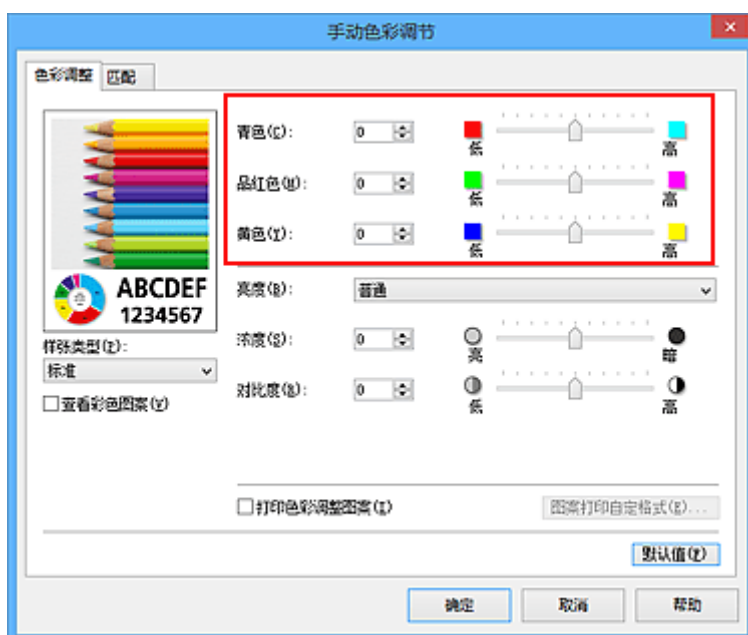 手动色彩调节
色彩调整 匹配
青色(C): 0 低 高
品红色(M): 0 低 高
黄色(Y): 0 低 高
ABCDEF
1234567
亮度(B): 普通
样张类型(L):
标准
浓度(S): 0 亮 暗
查看彩色图案(V)
对比度(R): 0 低 高
打印色彩调整图案(I) 图案打印自定格式(E)...
默认值(F)
确定 取消 帮助